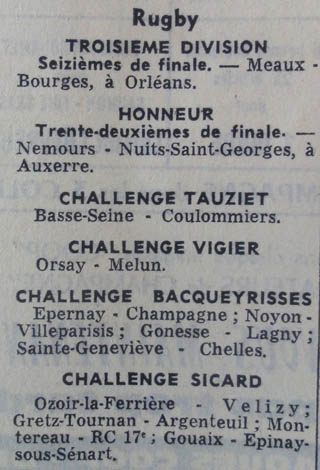 Rugby
TROISIEME DIVISION
Seizièmes de finale. — Meaux -
Bourges, à Orléans.
HONNEUR
Trente-deuxièmes de finale. —
Nemours - Nuits-Saint-Georges, à
Auxerre.
CHALLENGE TAUZIET
Basse-Seine - Coulommiers.
CHALLENGE VIGIER
Orsay - Melun.
CHALLENGE BACQUEYRISSES
Epernay - Champagne ; Noyon-
Villeparisis ; Gonesse - Lagny ;
Sainte-Geneviève - Chelles.
CHALLENGE SICARD
Ozoir-la-Ferrière - Velizy ;
Gretz-Tournan - Argenteuil ; Mon-
tereau - RC 17e ; Gouaix - Epinay-
sous-Sénart.